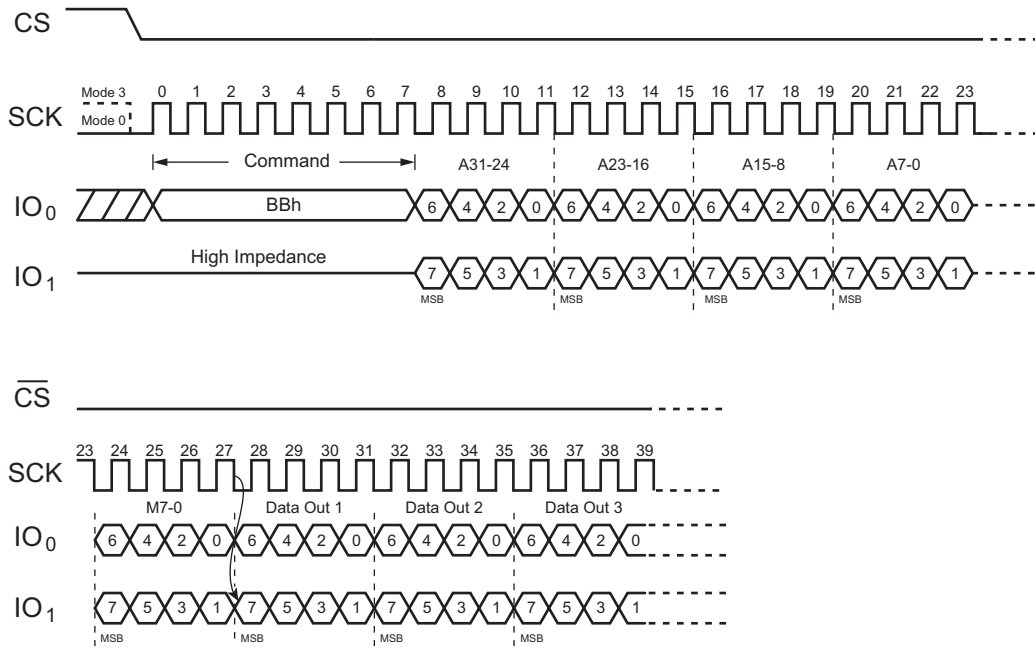 CS
Mode 3
Mode 0
SCK
0 1 2 3 4 5 6 7 8 9 10 11 12 13 14 15 16 17 18 19 20 21 22 23
Command A31-24 A23-16 A15-8 A7-0
IO0 BBh 6 4 2 0 6 4 2 0 6 4 2 0 6 4 2 0
High Impedance
IO1 7 5 3 1 7 5 3 1 7 5 3 1 7 5 3 1
MSB MSB MSB MSB
CS
23 24 25 26 27 28 29 30 31 32 33 34 35 36 37 38 39
SCK
M7-0 Data Out 1 Data Out 2 Data Out 3
IO0 6 4 2 0 6 4 2 0 6 4 2 0 6 4 2 0
IO1 7 5 3 1 7 5 3 1 7 5 3 1 7 5 3 1
MSB MSB MSB MSB